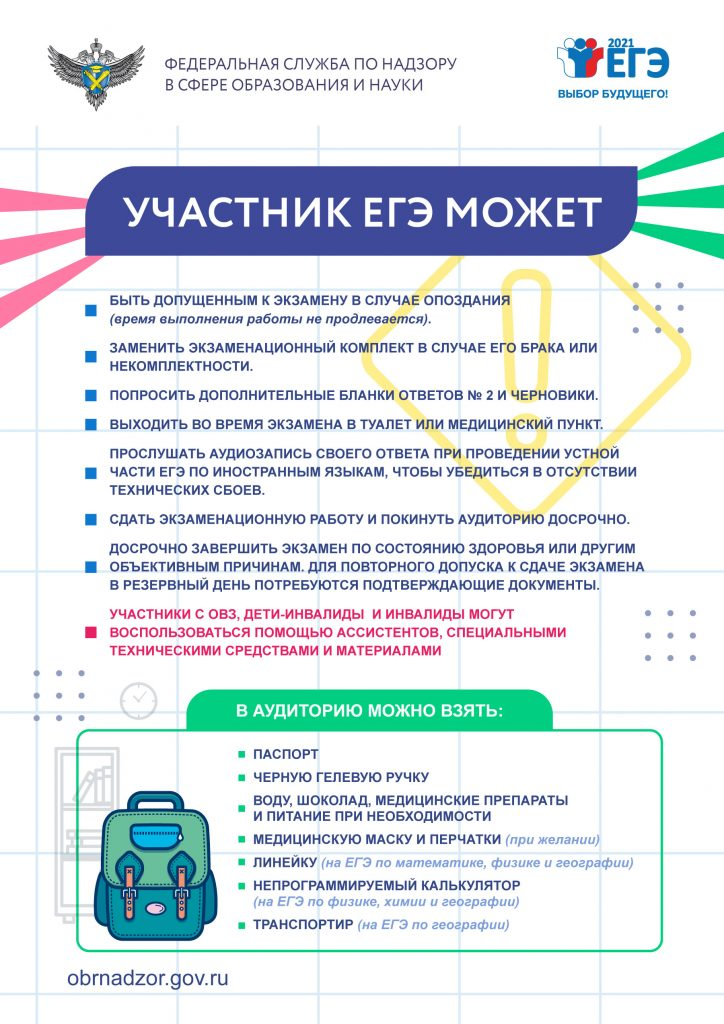 ФЕДЕРАЛЬНАЯ СЛУЖБА ПО НАДЗОРУ
В СФЕРЕ ОБРАЗОВАНИЯ И НАУКИ
2021
ЕГЭ
ВЫБОР БУДУЩЕГО!
УЧАСТНИК ЕГЭ МОЖЕТ
БЫТЬ ДОПУЩЕННЫМ К ЭКЗАМЕНУ В СЛУЧАЕ ОПОЗДАНИЯ
(время выполнения работы не продлевается).
ЗАМЕНИТЬ ЭКЗАМЕНАЦИОННЫЙ КОМПЛЕКТ В СЛУЧАЕ ЕГО БРАКА ИЛИ
НЕКОМПЛЕКТНОСТИ.
ПОПРОСИТЬ ДОПОЛНИТЕЛЬНЫЕ БЛАНКИ ОТВЕТОВ № 2 И ЧЕРНОВИКИ.
ВЫХОДИТЬ ВО ВРЕМЯ ЭКЗАМЕНА В ТУАЛЕТ ИЛИ МЕДИЦИНСКИЙ ПУНКТ.
ПРОСЛУШАТЬ АУДИОЗАПИСЬ СВОЕГО ОТВЕТА ПРИ ПРОВЕДЕНИИ УСТНОЙ
ЧАСТИ ЕГЭ ПО ИНОСТРАННЫМ ЯЗЫКАМ, ЧТОБЫ УБЕДИТЬСЯ В ОТСУТСТВИИ
ТЕХНИЧЕСКИХ СБОЕВ.
СДАТЬ ЭКЗАМЕНАЦИОННУЮ РАБОТУ И ПОКИНУТЬ АУДИТОРИЮ ДОСРОЧНО.
ДОСРОЧНО ЗАВЕРШИТЬ ЭКЗАМЕН ПО СОСТОЯНИЮ ЗДОРОВЬЯ ИЛИ ДРУГИМ
ОБЪЕКТИВНЫМ ПРИЧИНАМ. ДЛЯ ПОВТОРНОГО ДОПУСКА К СДАЧЕ ЭКЗАМЕНА
В РЕЗЕРВНЫЙ ДЕНЬ ПОТРЕБУЮТСЯ ПОДТВЕРЖДАЮЩИЕ ДОКУМЕНТЫ.
УЧАСТНИКИ С ОВЗ, ДЕТИ-ИНВАЛИДЫ И ИНВАЛИДЫ МОГУТ
ВОСПОЛЬЗОВАТЬСЯ ПОМОЩЬЮ АССИСТЕНТОВ, СПЕЦИАЛЬНЫМИ
ТЕХНИЧЕСКИМИ СРЕДСТВАМИ И МАТЕРИАЛАМИ
В АУДИТОРИЮ МОЖНО ВЗЯТЬ:
ПАСПОРТ
ЧЕРНУЮ ГЕЛЕВУЮ РУЧКУ
ВОДУ, ШОКОЛАД, МЕДИЦИНСКИЕ ПРЕПАРАТЫ
И ПИТАНИЕ ПРИ НЕОБХОДИМОСТИ
МЕДИЦИНСКУЮ МАСКУ И ПЕРЧАТКИ (при желании)
ЛИНЕЙКУ (на ЕГЭ по математике, физике и географии)
НЕПРОГРАММИРУЕМЫЙ КАЛЬКУЛЯТОР
(на ЕГЭ по физике, химии и географии)
ТРАНСПОРТИР (на ЕГЭ по географии)
obrnadzor.gov.ru